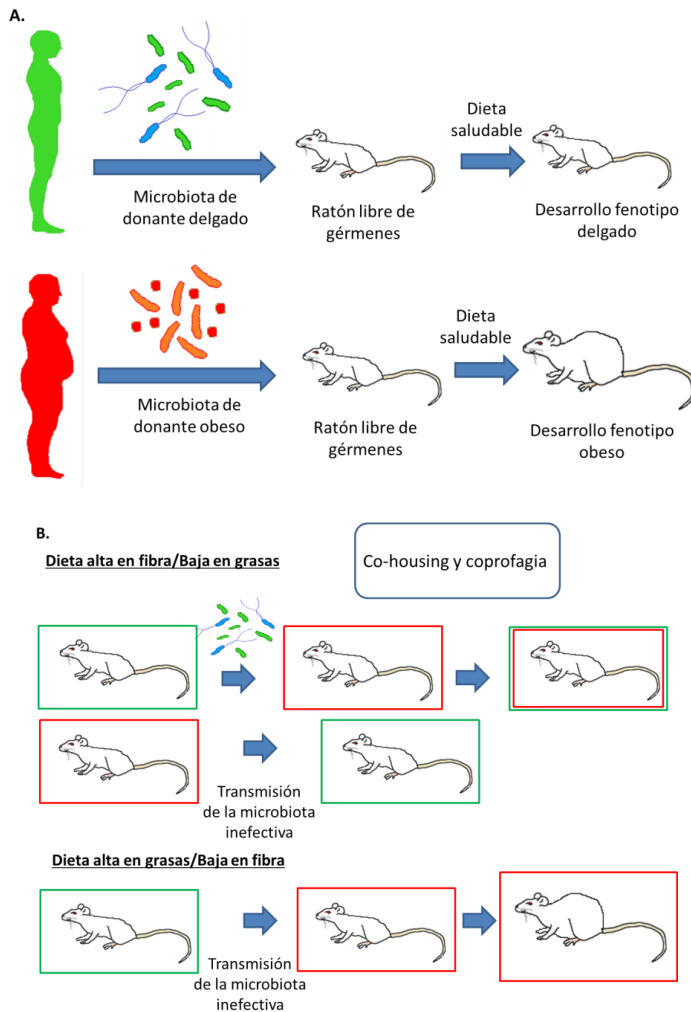 A.
Microbiota de
donante delgado
Ratón libre de
gérmenes
Dieta
saludable
Desarrollo fenotipo
delgado
Microbiota de
donante obeso
Ratón libre de
gérmenes
Dieta
saludable
Desarrollo fenotipo
obeso
B.
Dieta alta en fibra/Baja en grasas
Co-housing y coprofagia
Transmisión
de la microbiota
inefectiva
Dieta alta en grasas/Baja en fibra
Transmisión
de la microbiota
inefectiva